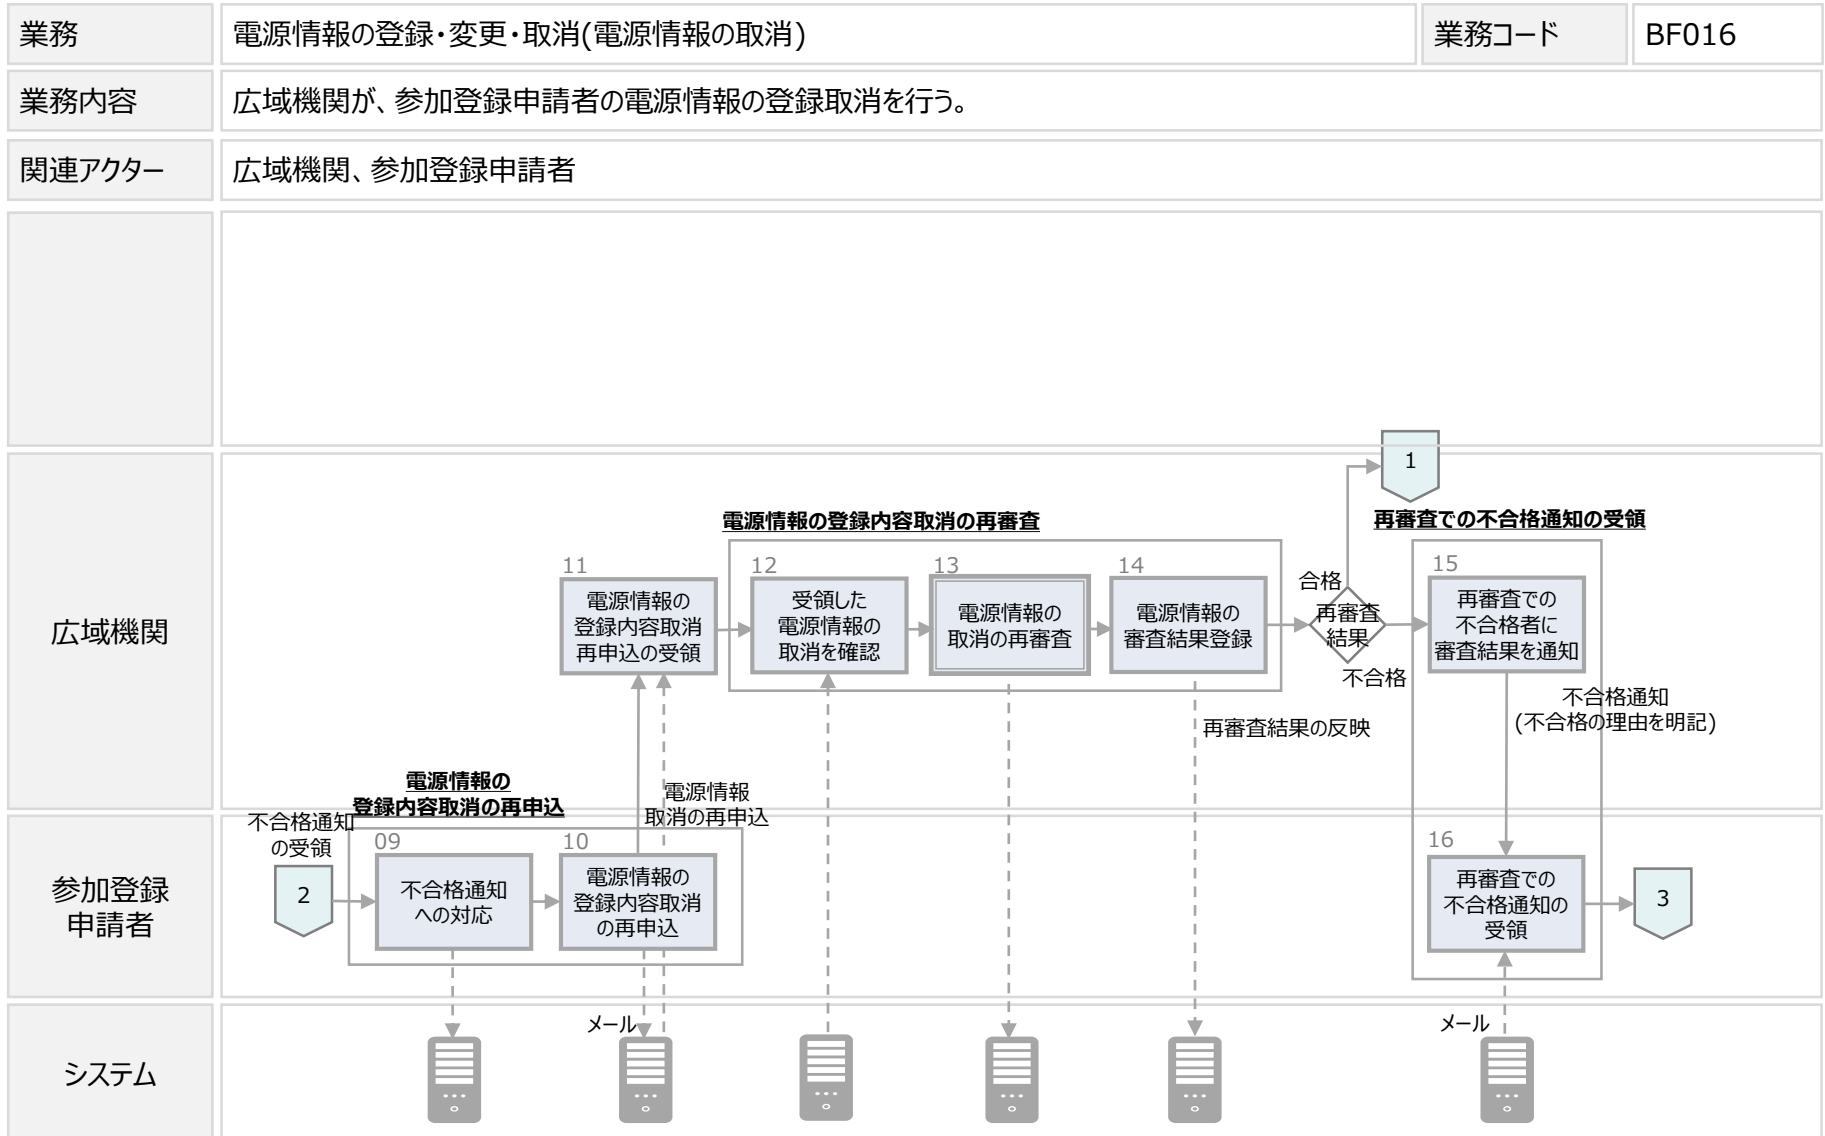 業務
電源情報の登録・変更・取消(電源情報の取消)
業務コード
BF016
業務内容
広域機関が、参加登録申請者の電源情報の登録取消を行う。
関連アクター
広域機関、参加登録申請者
広域機関
1
電源情報の登録内容取消の再審査
再審査での不合格通知の受領
11
電源情報の
登録内容取消
再申込の受領
12
受領した
電源情報の
取消を確認
13
電源情報の
取消の再審査
14
電源情報の
審査結果登録
合格
再審査
結果
不合格
15
再審査での
不合格者に
審査結果を通知
不合格通知
(不合格の理由を明記)
再審査結果の反映
電源情報
取消の再申込
電源情報の
登録内容取消の再申込
参加登録
申請者
不合格通知
の受領
2
09
不合格通知
への対応
10
電源情報の
登録内容取消
の再申込
16
再審査での
不合格通知の
受領
3
システム
メール
メール